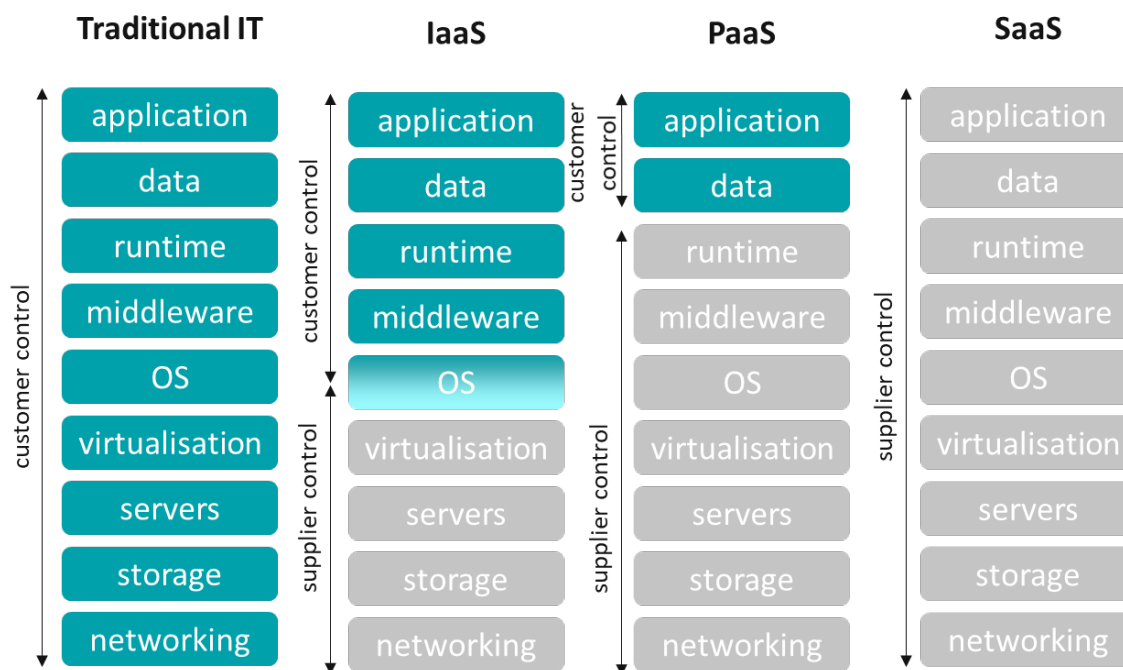 Traditional IT
customer control
application
data
runtime
middleware
OS
virtualisation
servers
storage
networking
IaaS
customer control
supplier control
application
data
runtime
middleware
OS
virtualisation
servers
storage
networking
PaaS
customer
control
supplier control
application
data
runtime
middleware
OS
virtualisation
servers
storage
networking
SaaS
supplier control
application
data
runtime
middleware
OS
virtualisation
servers
storage
networking